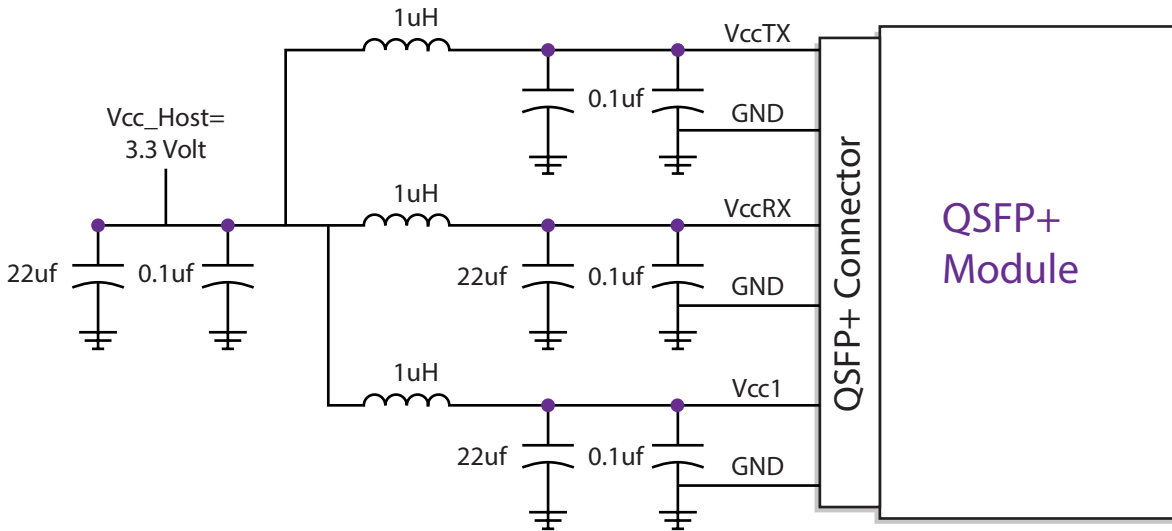 1uH
VccTX
0.1uf
GND
Vcc_Host=
3.3 Volt
1uH
VccRX
22uf
0.1uf
22uf
0.1uf
GND
1uH
Vcc1
22uf
0.1uf
GND
QSFP+ Connector
QSFP+
Module